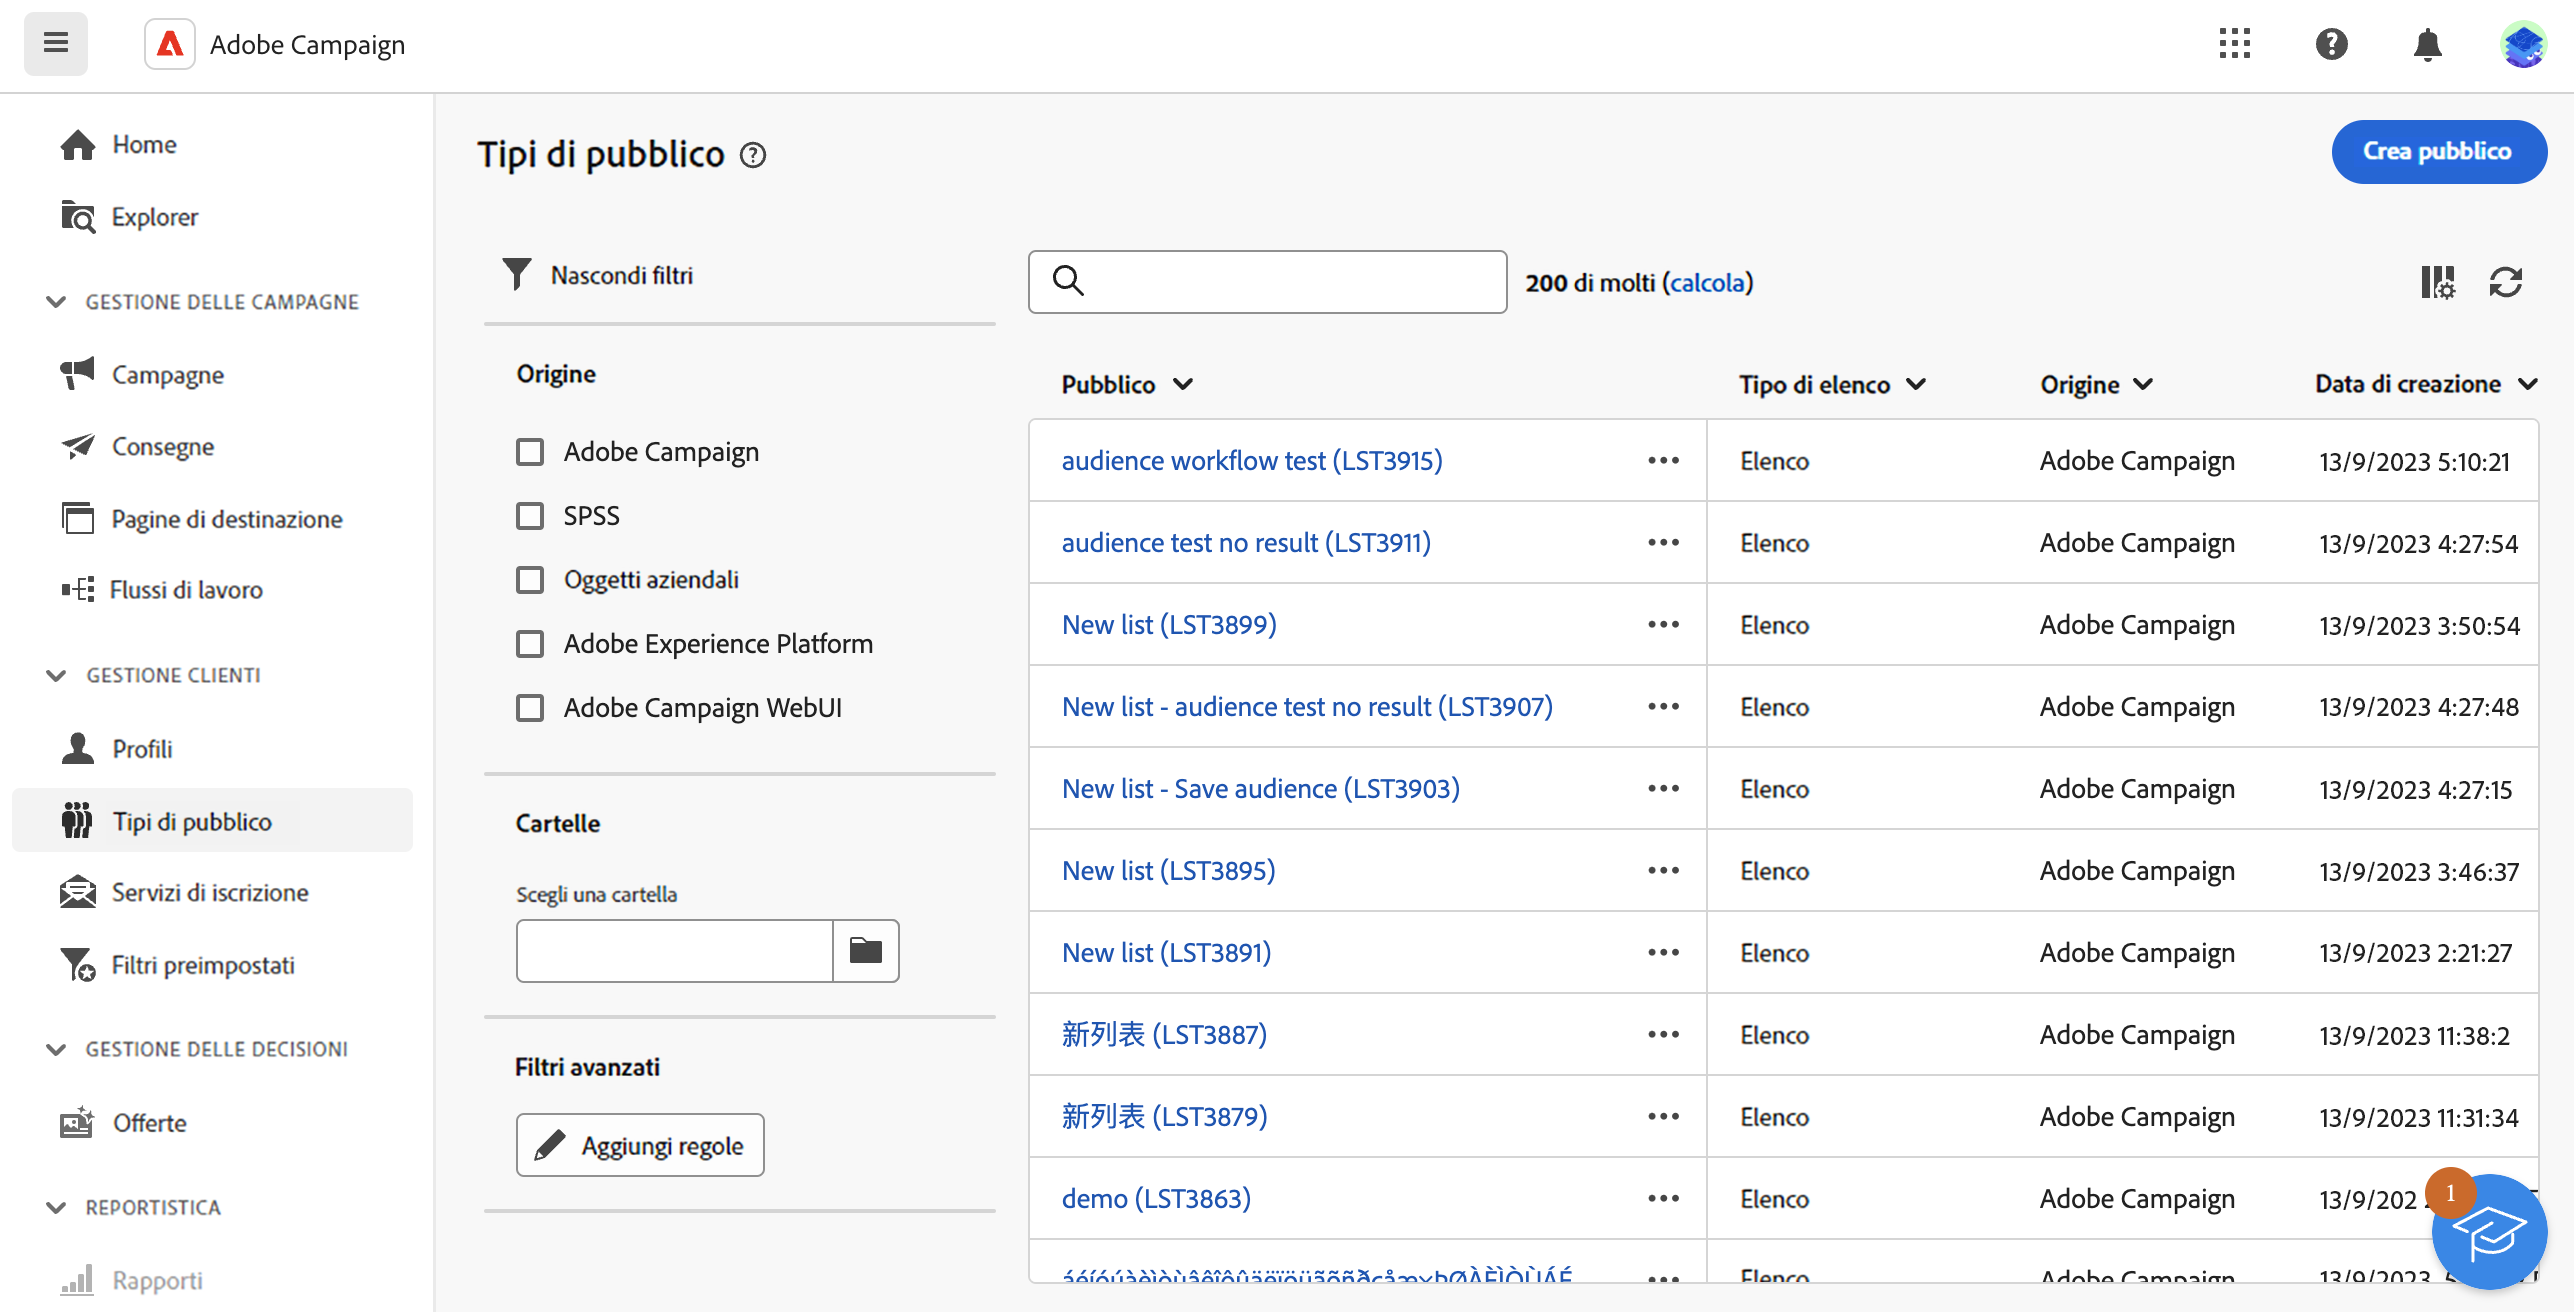 Adobe Campaign
Home
Explorer
GESTIONE DELLE CAMPAGNE
Campagne
Consegne
Pagine di destinazione
Flussi di lavoro
GESTIONE CLIENTI
Profili
Tipi di pubblico
Servizi di iscrizione
Filtri preimpostati
GESTIONE DELLE DECISIONI
Offerte
REPORTISTICA
Rapporti
Tipi di pubblico
Crea pubblico
Nascondi filtri
Origine
Adobe Campaign
SPSS
Oggetti aziendali
Adobe Experience Platform
Adobe Campaign WebUI
Cartelle
Scegli una cartella
Filtri avanzati
Aggiungi regole
200 di molti (calcola)
Pubblico Tipo di elenco Origine Data di creazione
audience workflow test (LST3915) Elenco Adobe Campaign 13/9/2023 5:10:21
audience test no result (LST3911) Elenco Adobe Campaign 13/9/2023 4:27:54
New list (LST3899) Elenco Adobe Campaign 13/9/2023 3:50:54
New list - audience test no result (LST3907) Elenco Adobe Campaign 13/9/2023 4:27:48
New list - Save audience (LST3903) Elenco Adobe Campaign 13/9/2023 4:27:15
New list (LST3895) Elenco Adobe Campaign 13/9/2023 3:46:37
New list (LST3891) Elenco Adobe Campaign 13/9/2023 2:21:27
新列表 (LST3887) Elenco Adobe Campaign 13/9/2023 11:38:2
新列表 (LST3879) Elenco Adobe Campaign 13/9/2023 11:31:34
demo (LST3863) Elenco Adobe Campaign 13/9/202
Elenco Adobe Campaign 13/9/2023
1